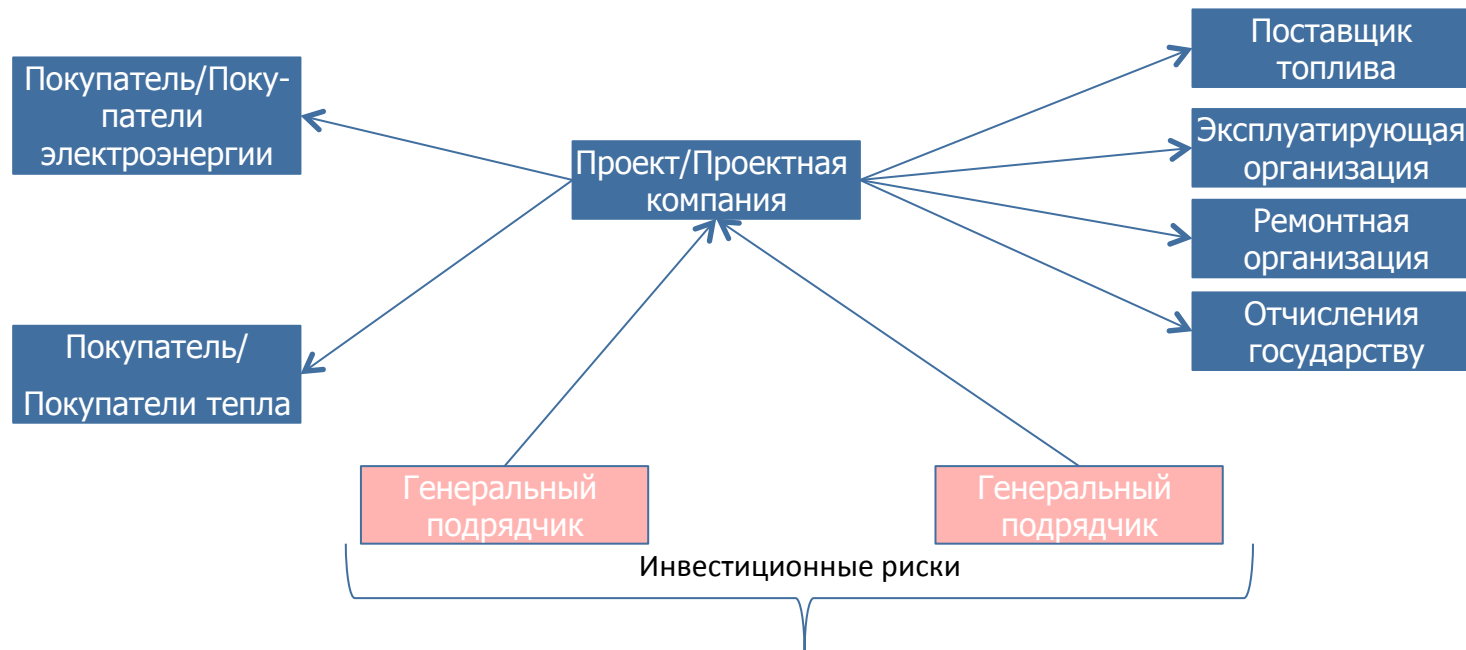 Покупатель/Поку-
патели
электроэнергии
Покупатель/
Покупатели тепла
Проект/Проектная
компания
Поставщик
топлива
Эксплуатирующая
организация
Ремонтная
организация
Отчисления
государству
Генеральный
подрядчик
Генеральный
подрядчик
Инвестиционные риски